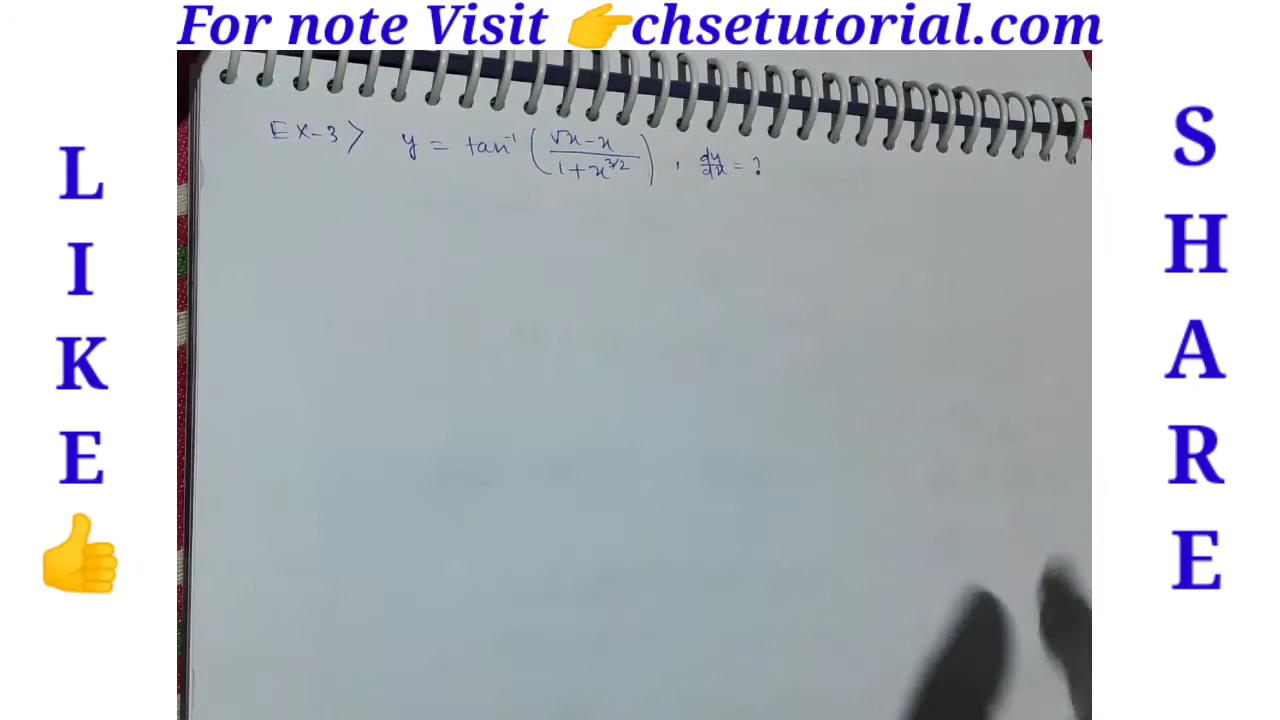 For note Visit 👉chsetutorial.com
LIKE👍
EX-3> y = tan⁻¹ ( (√x - x) / (1 + x^3/2) ) , dy/dx = ?
SHARE